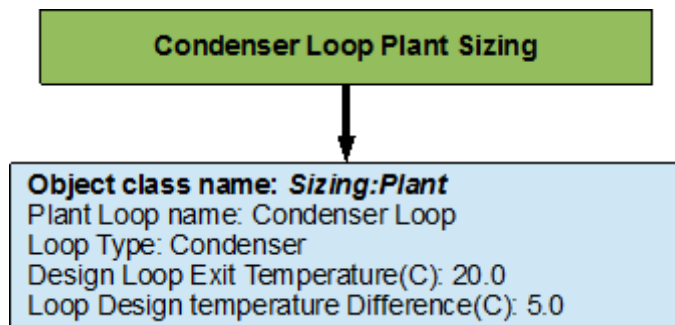 Condenser Loop Plant Sizing
Object class name: Sizing:Plant
Plant Loop name: Condenser Loop
Loop Type: Condenser
Design Loop Exit Temperature(C): 20.0
Loop Design temperature Difference(C): 5.0